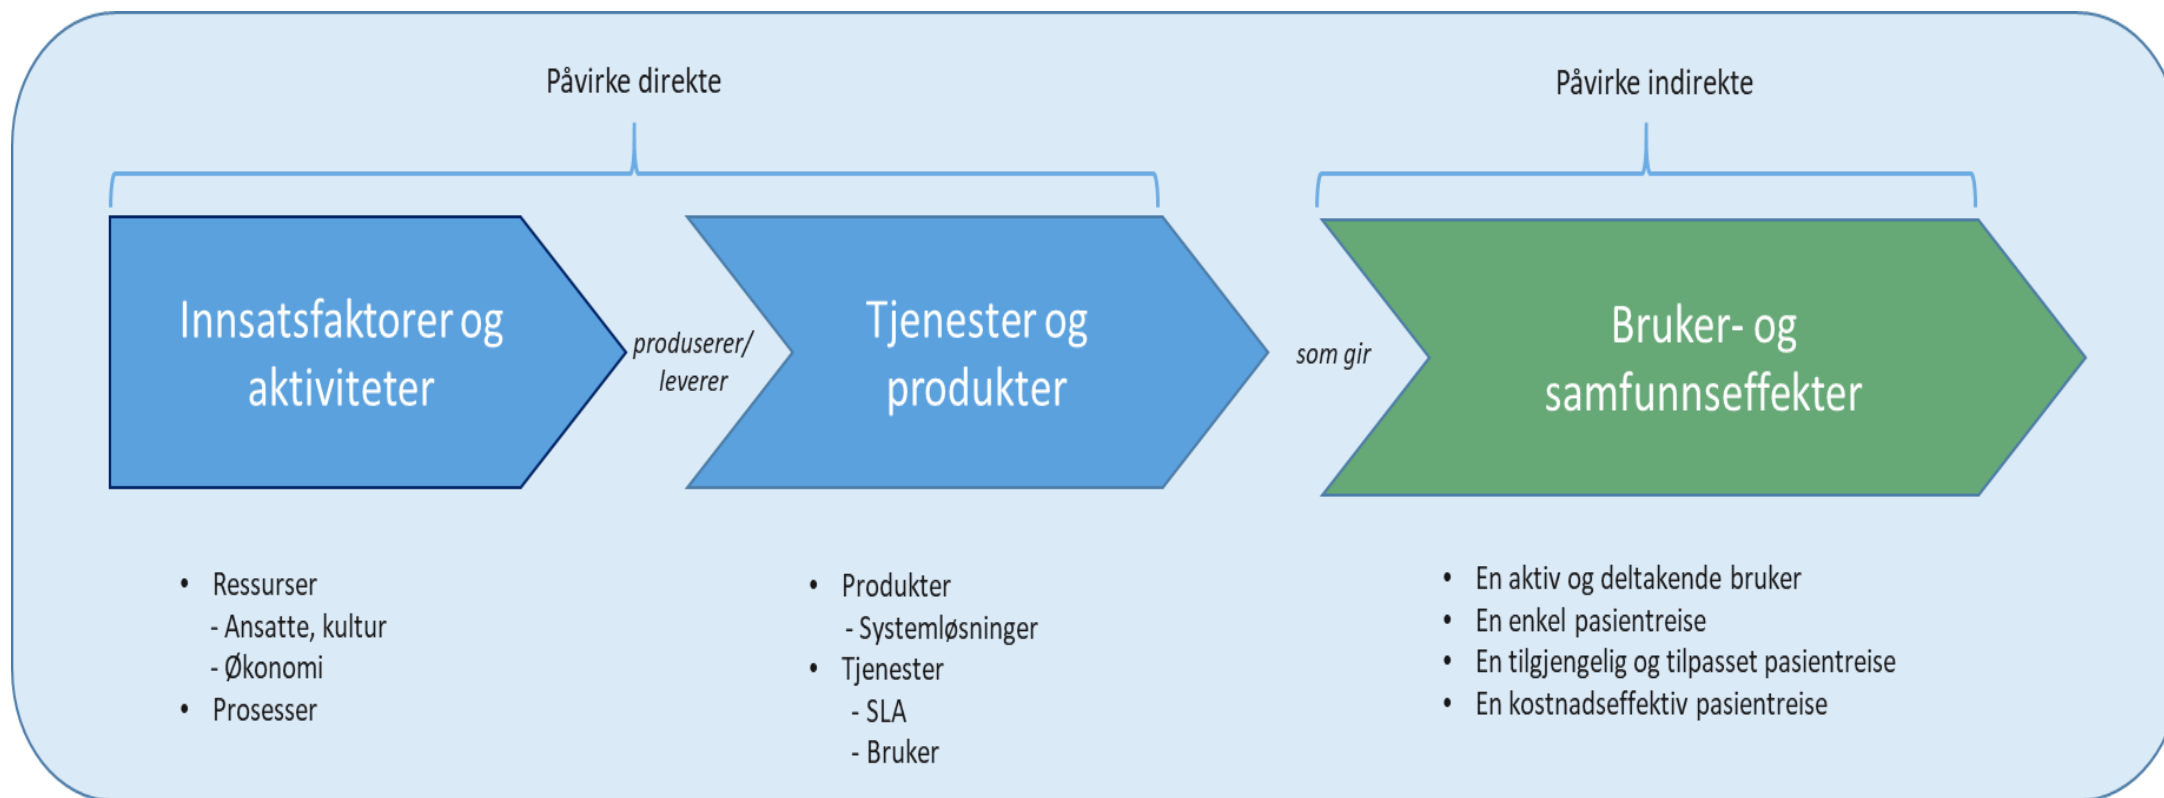 Påvirke direkte
Påvirke indirekte
Innsatsfaktorer og
aktiviteter
produserer/
leverer
Tjenester og
produkter
som gir
Bruker- og
samfunnseffekter
• Ressurser
- Ansatte, kultur
- Økonomi
• Prosesser
• Produkter
- Systemløsninger
• Tjenester
- SLA
- Bruker
• En aktiv og deltakende bruker
• En enkel pasientreise
• En tilgjengelig og tilpasset pasientreise
• En kostnadseffektiv pasientreise